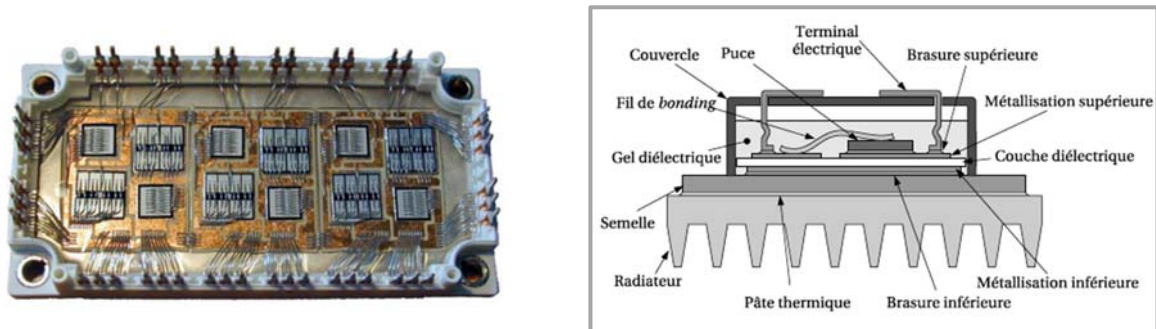 Terminal
électrique
Couvercle
Puce
Brasure supérieure
Fil de bonding
Métallisation supérieure
Gel diélectrique
Couche diélectrique
Semelle
Radiateur
Métallisation inférieure
Pâte thermique
Brasure inférieure